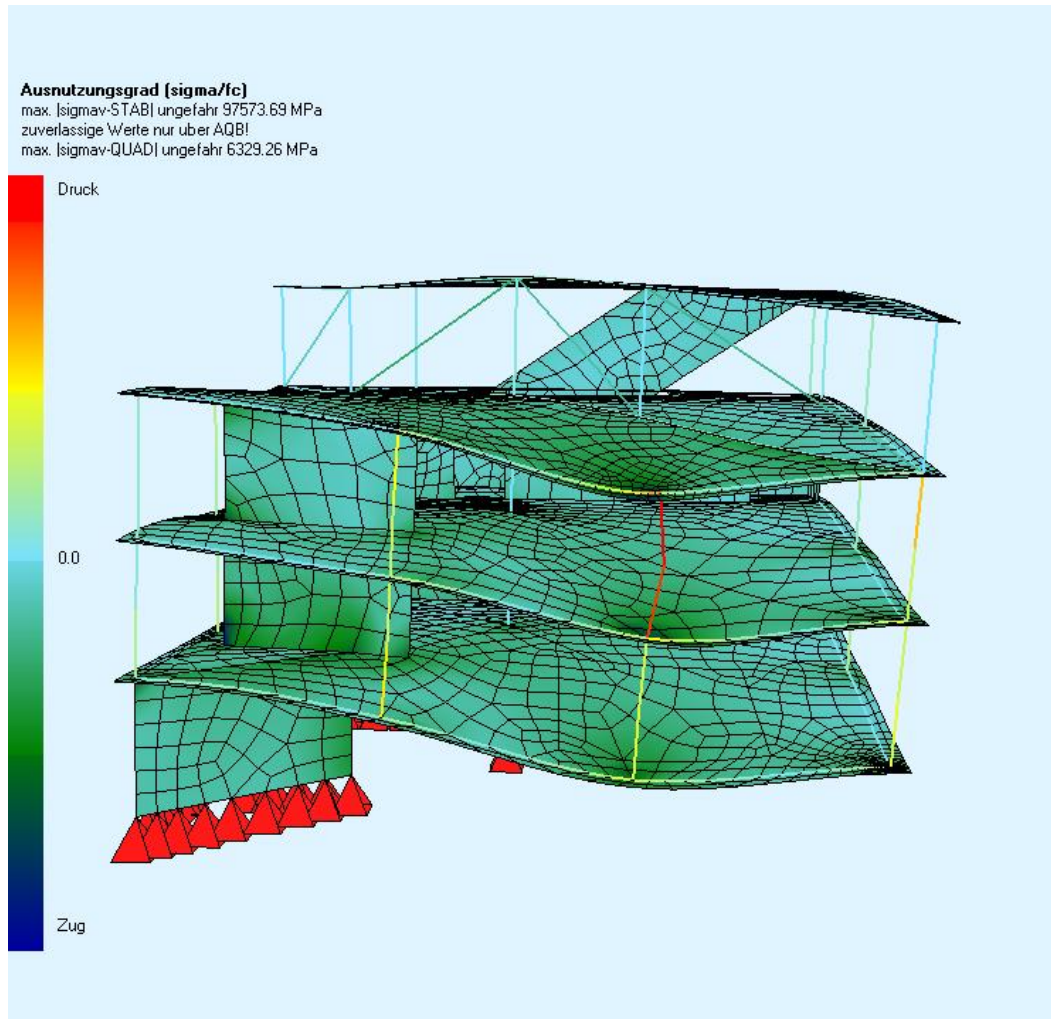 Ausnutzungsgrad (sigma/fc)
max. |sigmav-STAB| ungefahr 97573.69 MPa
zuverlassige Werte nur uber AQB!
max. |sigmav-QUAD| ungefahr 6329.26 MPa
Druck
0.0
Zug